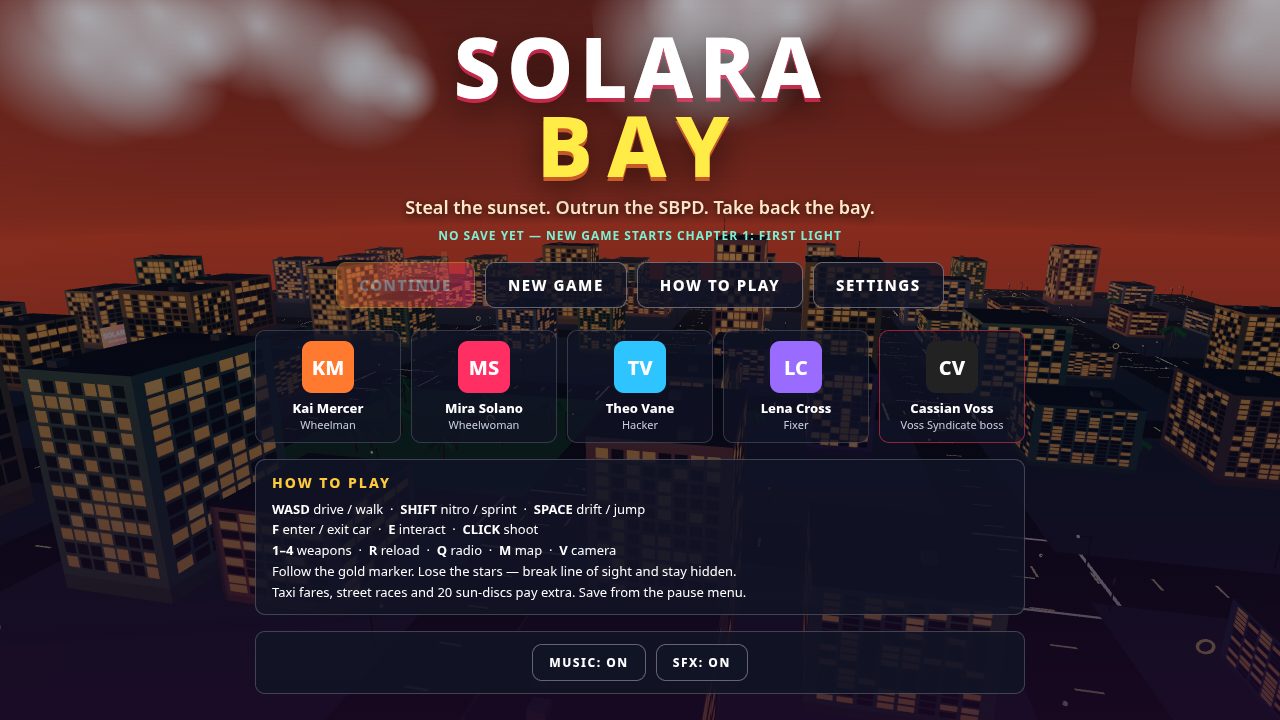 SOLARA
BAY
Steal the sunset. Outrun the SBPD. Take back the bay.
NO SAVE YET — NEW GAME STARTS CHAPTER 1: FIRST LIGHT
CONTINUE NEW GAME HOW TO PLAY SETTINGS
KM MS TV LC CV
Kai Mercer Mira Solano Theo Vane Lena Cross Cassian Voss
Wheelman Wheelwoman Hacker Fixer Voss Syndicate boss
HOW TO PLAY
WASD drive / walk · SHIFT nitro / sprint · SPACE drift / jump
F enter / exit car · E interact · CLICK shoot
1–4 weapons · R reload · Q radio · M map · V camera
Follow the gold marker. Lose the stars — break line of sight and stay hidden.
Taxi fares, street races and 20 sun-discs pay extra. Save from the pause menu.
MUSIC: ON SFX: ON